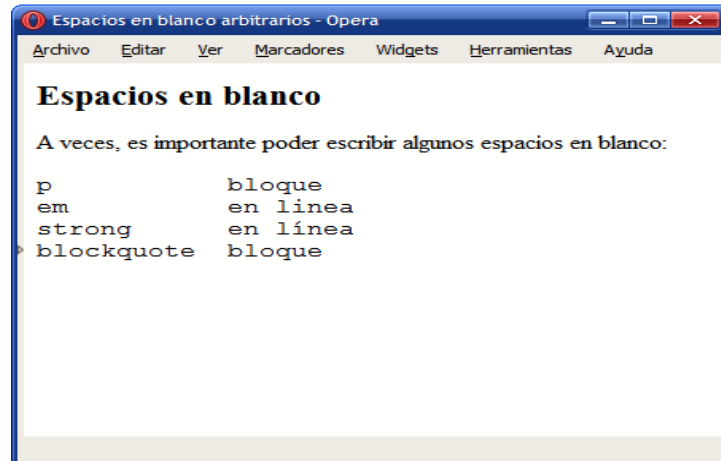 Espacios en blanco arbitrarios - Opera
Archivo Editar Ver Marcadores Widgets Herramientas Ayuda
Espacios en blanco
A veces, es importante poder escribir algunos espacios en blanco:
p bloque
em en linea
strong en línea
blockquote bloque